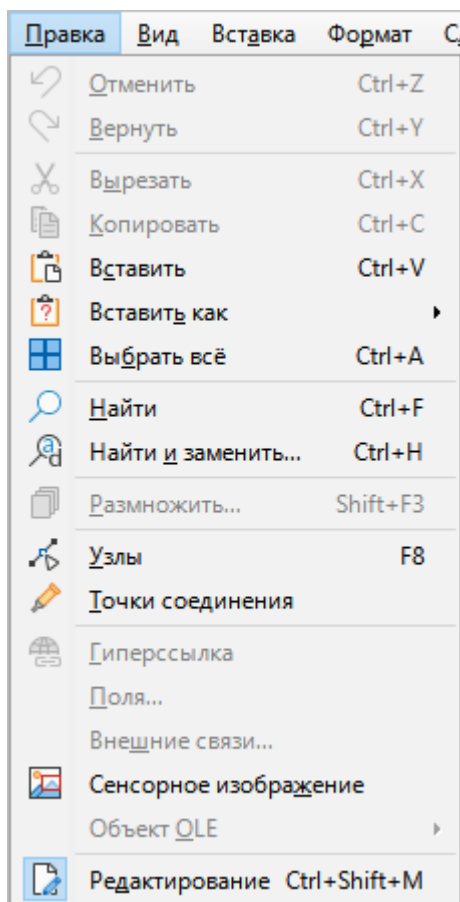 Правка Вид Вставка Формат
Отменить Ctrl+Z
Вернуть Ctrl+Y
Вырезать Ctrl+X
Копировать Ctrl+C
Вставить Ctrl+V
Вставить как
Выбрать всё Ctrl+A
Найти Ctrl+F
Найти и заменить... Ctrl+H
Размножить... Shift+F3
Узлы F8
Точки соединения
Гиперссылка
Поля...
Внешние связи...
Сенсорное изображение
Объект OLE
Редактирование Ctrl+Shift+M